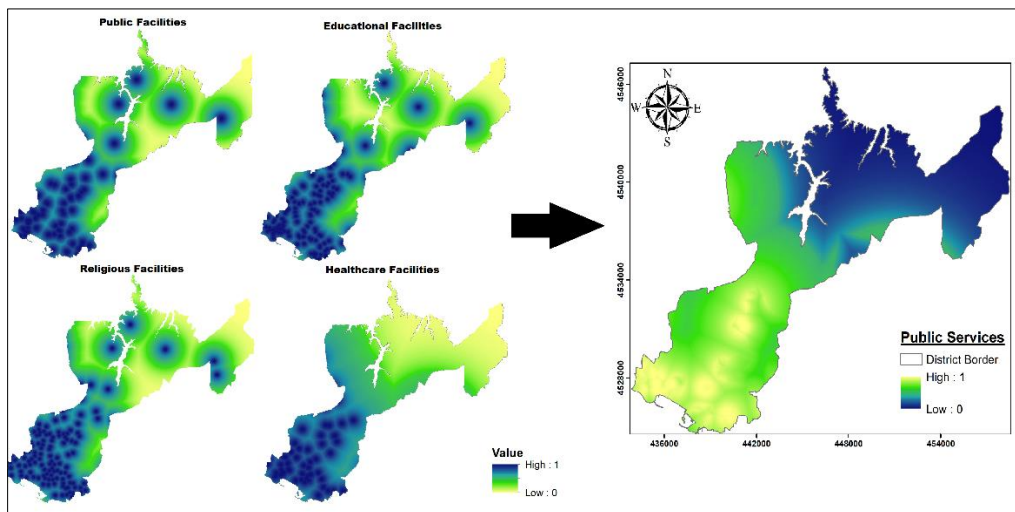 Public Facilities
Educational Facilities
Religious Facilities
Healthcare Facilities
Value
High : 1
Low : 0
N
W
E
S
4546000
4540000
4534000
4528000
436000
442000
448000
454000
Public Services
District Border
High : 1
Low : 0